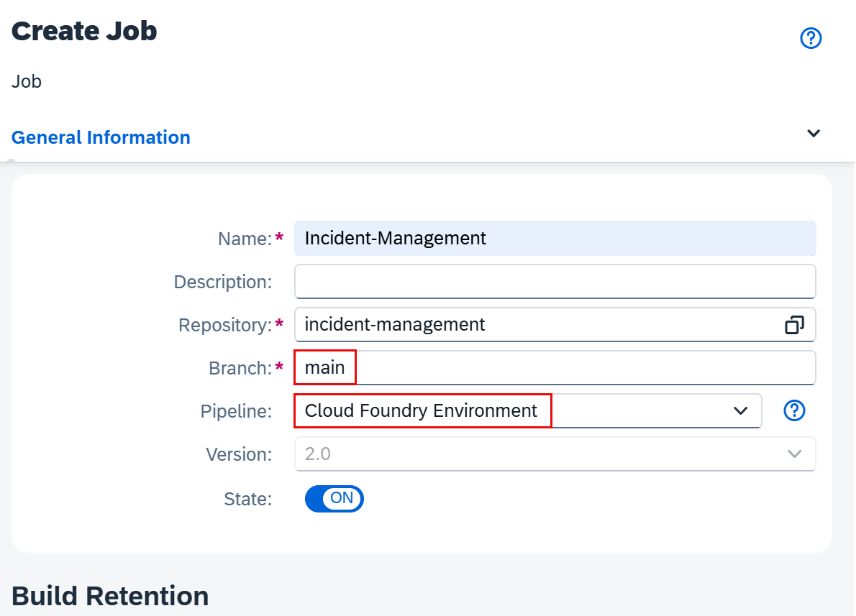 Create Job
Job
General Information
Name:* Incident-Management
Description:
Repository:* incident-management
Branch:* main
Pipeline: Cloud Foundry Environment
Version: 2.0
State: ON
Build Retention